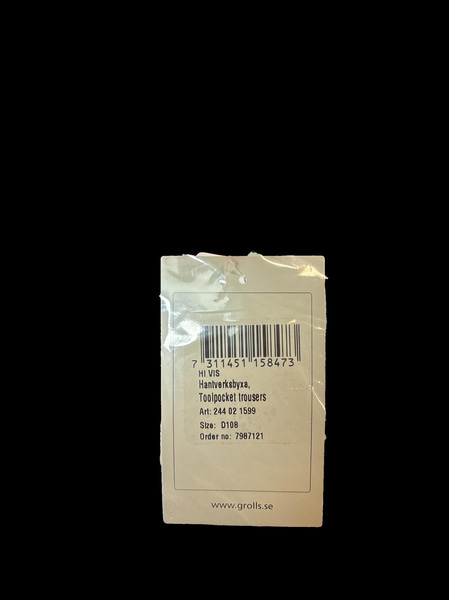 7 311451 158473
HI VIS
Hantverksbyxa,
Toolpocket trousers
Art: 244 02 1599
Size: D108
Order no: 7987121
www.grolls.se